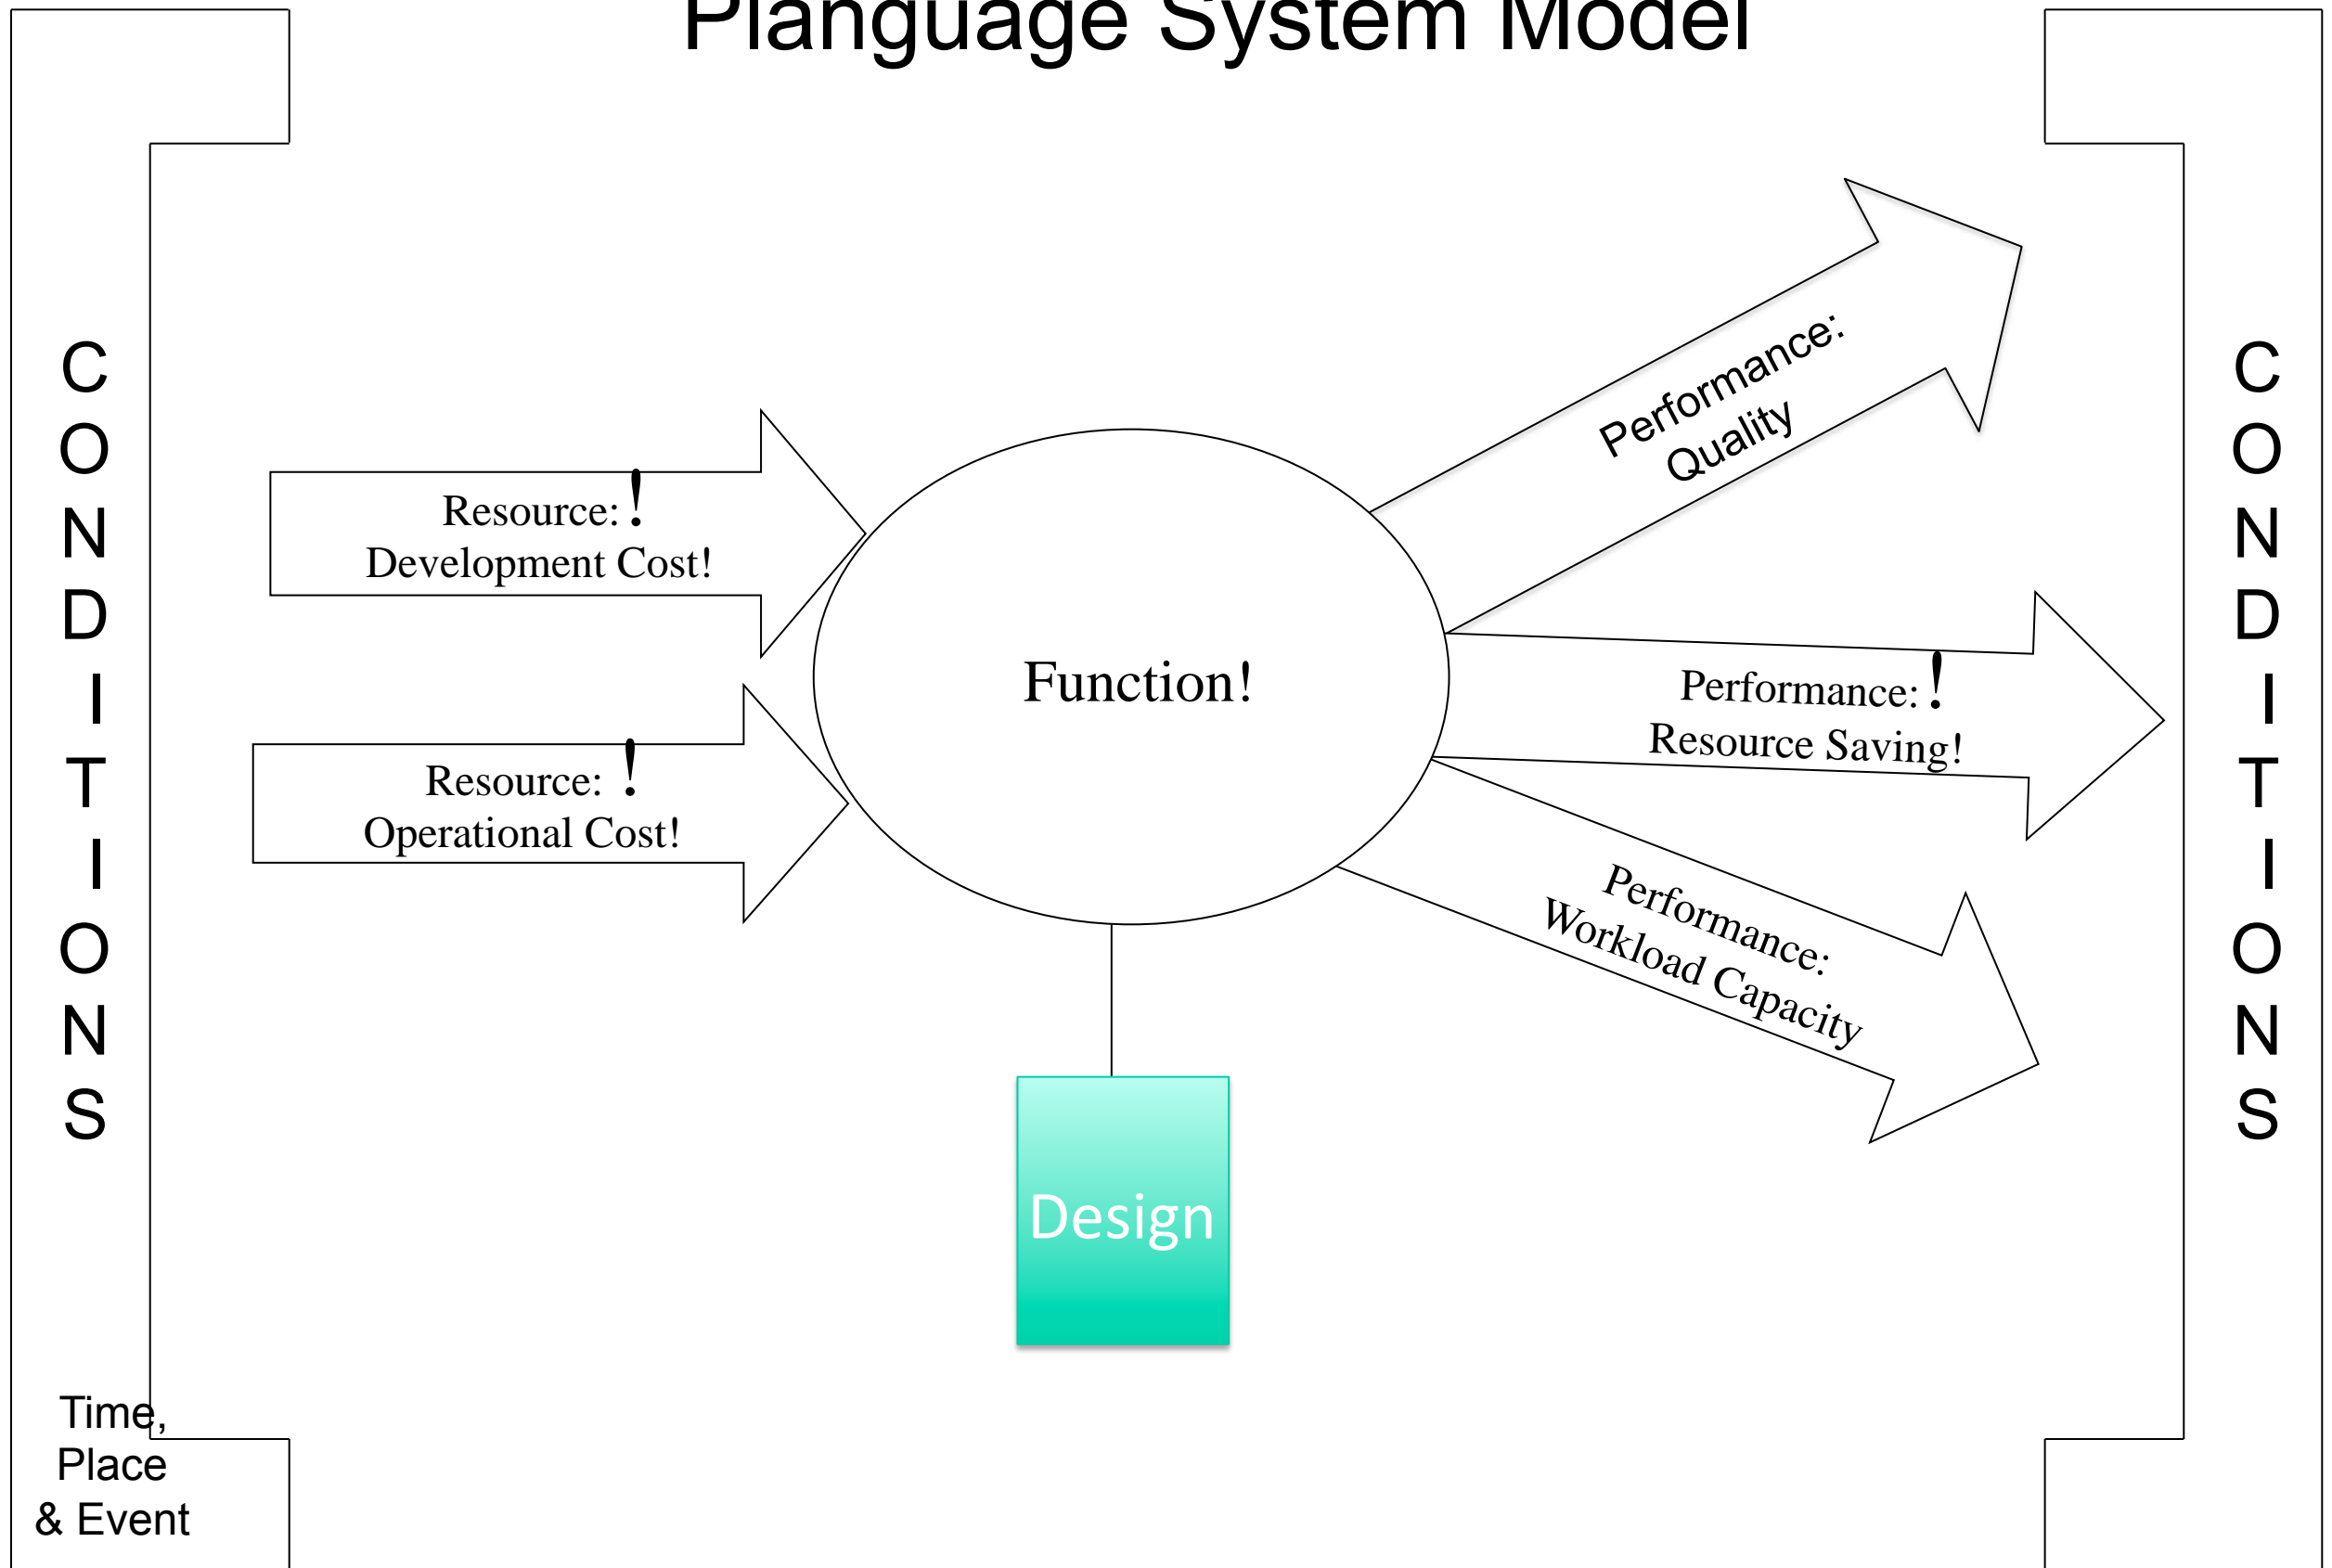 Planguage System Model
C
O
N
D
I
T
I
O
N
S
Time,
Place
& Event
Resource: !
Development Cost!
Resource: !
Operational Cost!
Function!
Design
Performance:
Quality
Performance: !
Resource Saving!
Performance:
Workload Capacity
C
O
N
D
I
T
I
O
N
S